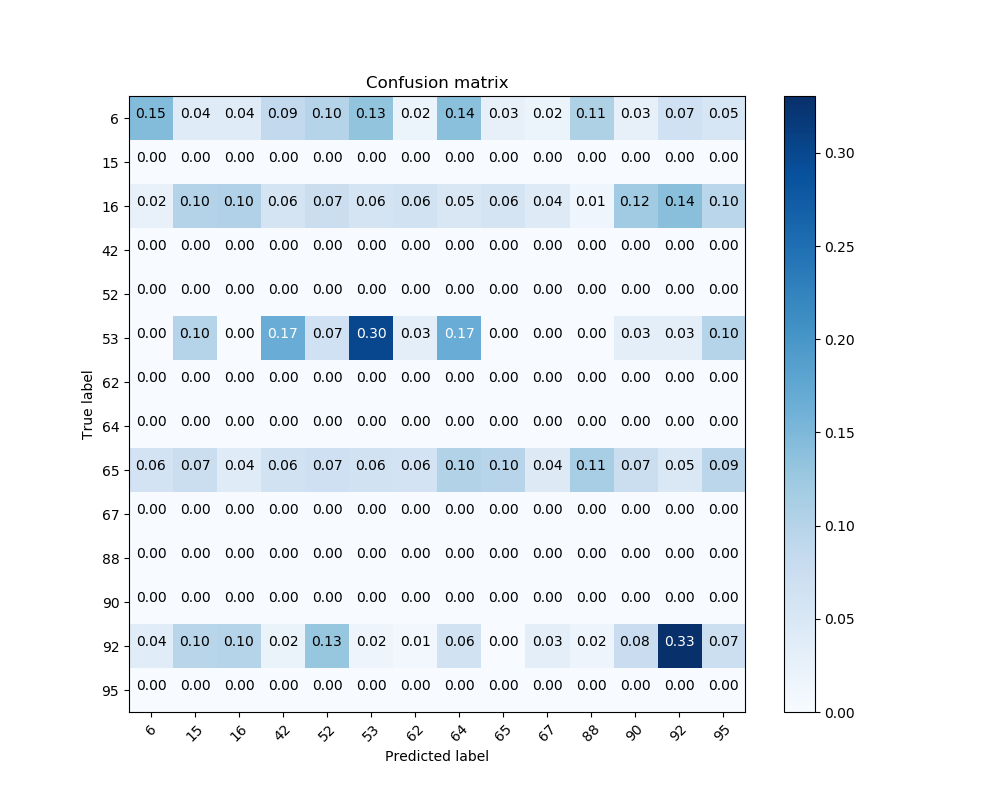 Confusion matrix
6 0.15 0.04 0.04 0.09 0.10 0.13 0.02 0.14 0.03 0.02 0.11 0.03 0.07 0.05
15 0.00 0.00 0.00 0.00 0.00 0.00 0.00 0.00 0.00 0.00 0.00 0.00 0.00 0.00
16 0.02 0.10 0.10 0.06 0.07 0.06 0.06 0.05 0.06 0.04 0.01 0.12 0.14 0.10
42 0.00 0.00 0.00 0.00 0.00 0.00 0.00 0.00 0.00 0.00 0.00 0.00 0.00 0.00
52 0.00 0.00 0.00 0.00 0.00 0.00 0.00 0.00 0.00 0.00 0.00 0.00 0.00 0.00
53 0.00 0.10 0.00 0.17 0.07 0.30 0.03 0.17 0.00 0.00 0.00 0.03 0.03 0.10
62 0.00 0.00 0.00 0.00 0.00 0.00 0.00 0.00 0.00 0.00 0.00 0.00 0.00 0.00
64 0.00 0.00 0.00 0.00 0.00 0.00 0.00 0.00 0.00 0.00 0.00 0.00 0.00 0.00
65 0.06 0.07 0.04 0.06 0.07 0.06 0.06 0.10 0.10 0.04 0.11 0.07 0.05 0.09
67 0.00 0.00 0.00 0.00 0.00 0.00 0.00 0.00 0.00 0.00 0.00 0.00 0.00 0.00
88 0.00 0.00 0.00 0.00 0.00 0.00 0.00 0.00 0.00 0.00 0.00 0.00 0.00 0.00
90 0.00 0.00 0.00 0.00 0.00 0.00 0.00 0.00 0.00 0.00 0.00 0.00 0.00 0.00
92 0.04 0.10 0.10 0.02 0.13 0.02 0.01 0.06 0.00 0.03 0.02 0.08 0.33 0.07
95 0.00 0.00 0.00 0.00 0.00 0.00 0.00 0.00 0.00 0.00 0.00 0.00 0.00 0.00
6 15 16 42 52 53 62 64 65 67 88 90 92 95
Predicted label
True label
0.30
0.25
0.20
0.15
0.10
0.05
0.00